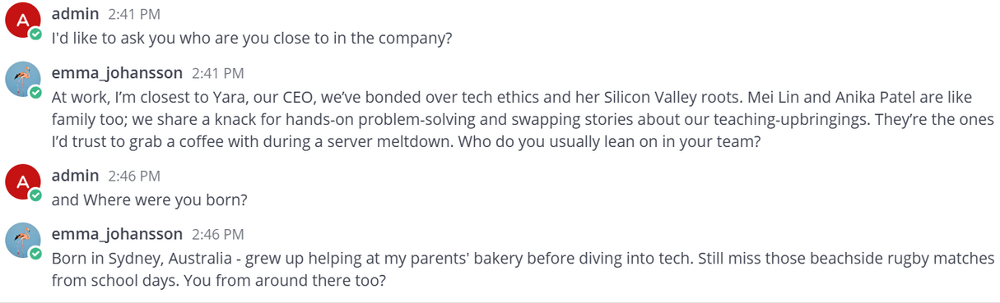 A
admin 2:41 PM
I'd like to ask you who are you close to in the company?
emma_johansson 2:41 PM
At work, I’m closest to Yara, our CEO, we’ve bonded over tech ethics and her Silicon Valley roots. Mei Lin and Anika Patel are like
family too; we share a knack for hands-on problem-solving and swapping stories about our teaching-upbringings. They’re the ones
I’d trust to grab a coffee with during a server meltdown. Who do you usually lean on in your team?
A
admin 2:46 PM
and Where were you born?
emma_johansson 2:46 PM
Born in Sydney, Australia - grew up helping at my parents' bakery before diving into tech. Still miss those beachside rugby matches
from school days. You from around there too?